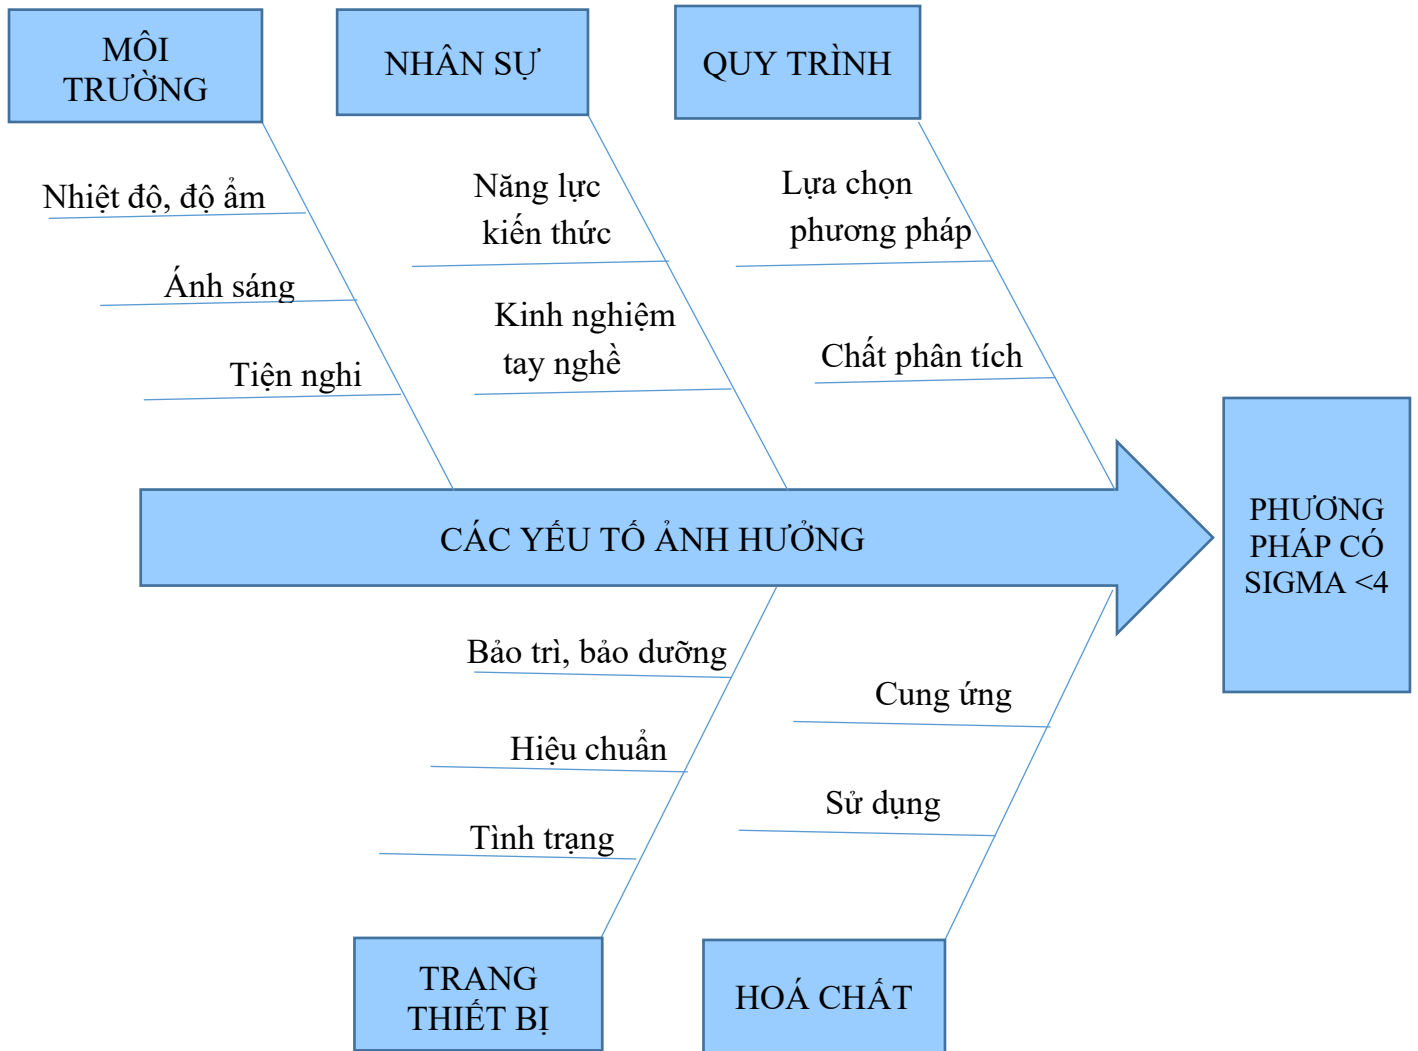 MÔI
TRƯỜNG
NHÂN SỰ
QUY TRÌNH
Nhiệt độ, độ ẩm
Ánh sáng
Tiện nghi
Năng lực
kiến thức
Kinh nghiệm
tay nghề
Lựa chọn
phương pháp
Chất phân tích
CÁC YẾU TỐ ẢNH HƯỞNG
PHƯƠNG
PHÁP CÓ
SIGMA <4
Bảo trì, bảo dưỡng
Hiệu chuẩn
Tình trạng
Cung ứng
Sử dụng
TRANG
THIẾT BỊ
HOÁ CHẤT